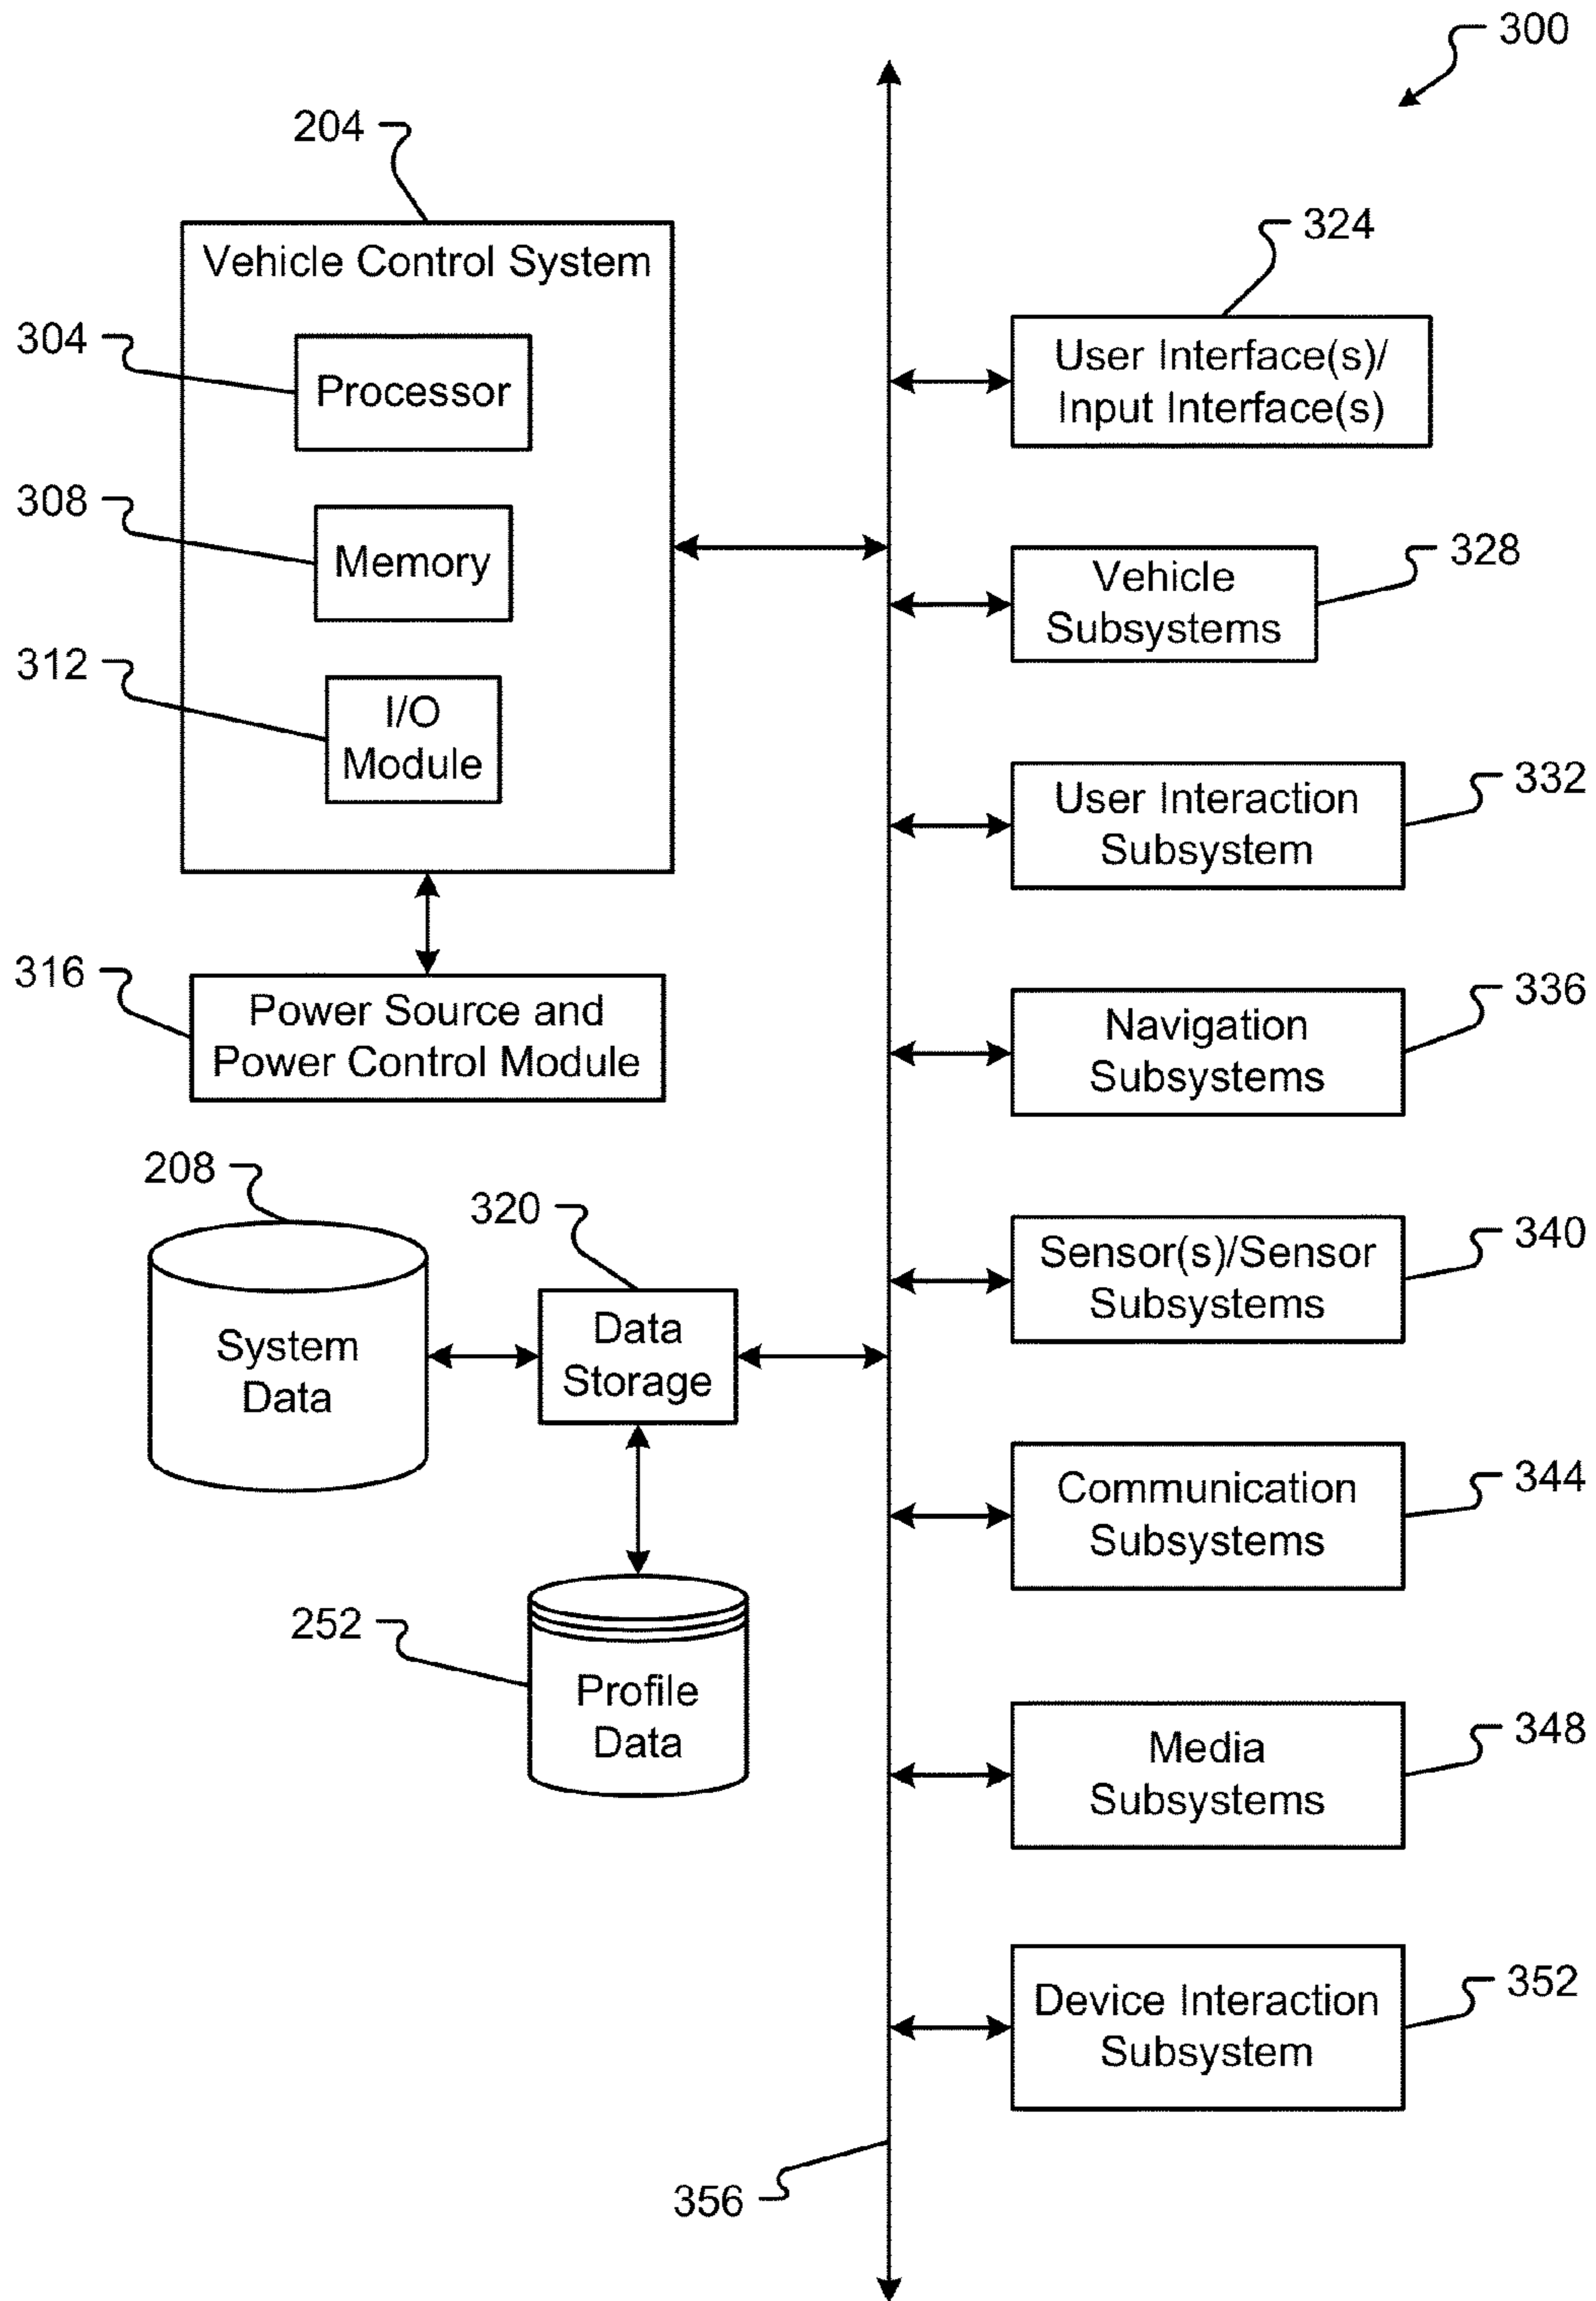 300
204
Vehicle Control System
304
Processor
308
Memory
312
I/O
Module
316
Power Source and
Power Control Module
208
System
Data
320
Data
Storage
252
Profile
Data
324
User Interface(s)/
Input Interface(s)
328
Vehicle
Subsystems
332
User Interaction
Subsystem
336
Navigation
Subsystems
340
Sensor(s)/Sensor
Subsystems
344
Communication
Subsystems
348
Media
Subsystems
352
Device Interaction
Subsystem
356